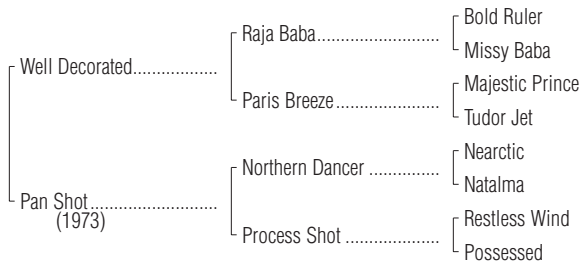 Bold Ruler
Raja Baba
Missy Baba
Well Decorated
Majestic Prince
Paris Breeze
Tudor Jet
Nearctic
Northern Dancer
Natalma
Pan Shot
(1973)
Restless Wind
Process Shot
Possessed